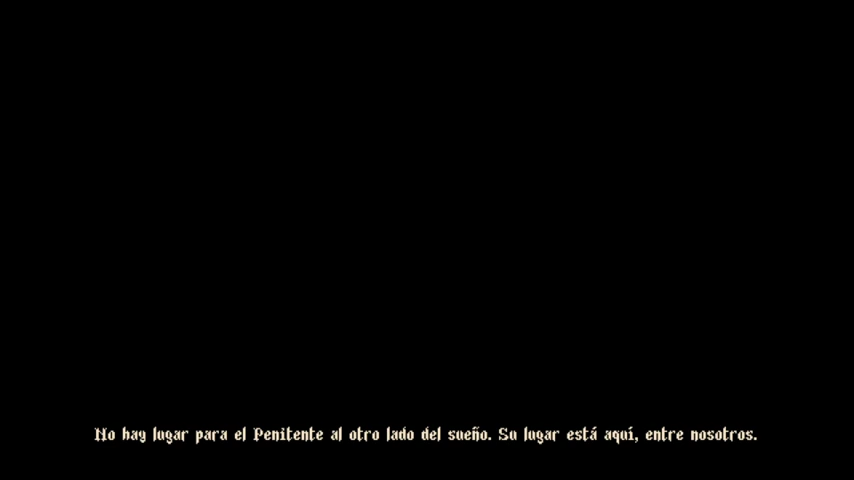 No hay lugar para el Penitente al otro lado del sueño. Su lugar está aquí, entre nosotros.